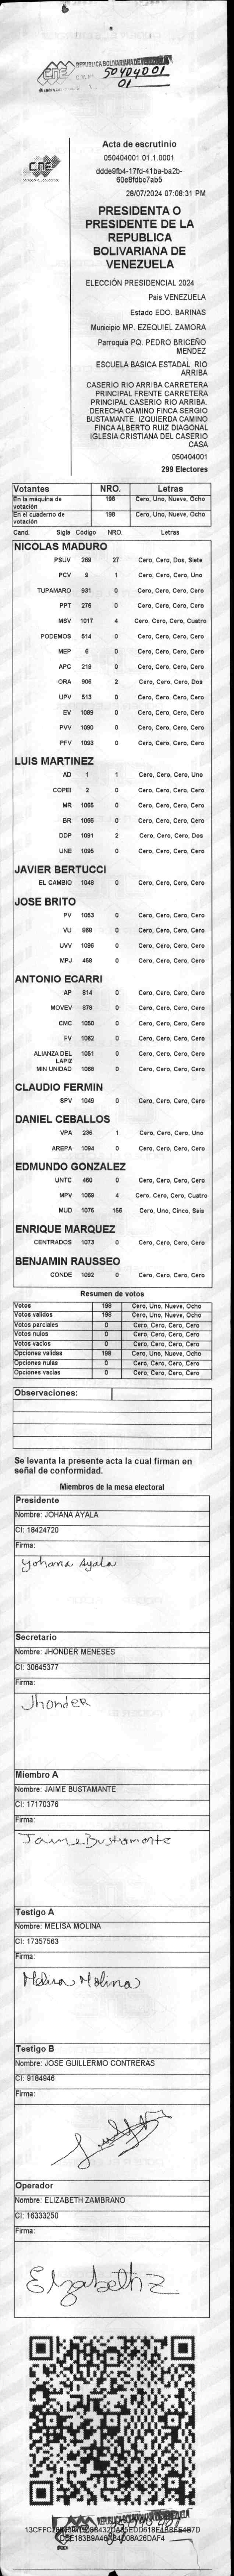 REPUBLICA BOLIVARIANA DE VENEZUELA
50404001
01
CNE
Acta de escrutinio
050404001.01.1.0001
ddde9fb4-17fd-41ba-ba2b-
60e8fdbc7ab5
28/07/2024 07:08:31 PM
PRESIDENTA O
PRESIDENTE DE LA
REPUBLICA
BOLIVARIANA DE
VENEZUELA
ELECCIÓN PRESIDENCIAL 2024
Pais VENEZUELA
Estado EDO. BARINAS
Municipio MP. EZEQUIEL ZAMORA
Parroquia PQ. PEDRO BRICEÑO
MENDEZ
ESCUELA BASICA ESTADAL RIO
ARRIBA
CASERIO RIO ARRIBA CARRETERA
PRINCIPAL FRENTE CARRETERA
PRINCIPAL CASERIO RIO ARRIBA.
DERECHA CAMINO FINCA SERGIO
BUSTAMANTE. IZQUIERDA CAMINO
FINCA ALBERTO RUIZ DIAGONAL
IGLESIA CRISTIANA DEL CASERIO
CASA
050404001
299 Electores
Votantes NRO. Letras
En la máquina de votación 198 Cero, Uno, Nueve, Ocho
En el cuaderno de votación 198 Cero, Uno, Nueve, Ocho
Cand. Sigla Código NRO. Letras
NICOLAS MADURO
PSUV 269 27 Cero, Cero, Dos, Siete
PCV 9 1 Cero, Cero, Cero, Uno
TUPAMARO 931 0 Cero, Cero, Cero, Cero
PPT 276 0 Cero, Cero, Cero, Cero
MSV 1017 4 Cero, Cero, Cero, Cuatro
PODEMOS 514 0 Cero, Cero, Cero, Cero
MEP 6 0 Cero, Cero, Cero, Cero
APC 219 0 Cero, Cero, Cero, Cero
ORA 906 2 Cero, Cero, Cero, Dos
UPV 513 0 Cero, Cero, Cero, Cero
EV 1089 0 Cero, Cero, Cero, Cero
PVV 1090 0 Cero, Cero, Cero, Cero
PFV 1093 0 Cero, Cero, Cero, Cero
LUIS MARTINEZ
AD 1 1 Cero, Cero, Cero, Uno
COPEI 2 0 Cero, Cero, Cero, Cero
MR 1065 0 Cero, Cero, Cero, Cero
BR 1066 0 Cero, Cero, Cero, Cero
DDP 1091 2 Cero, Cero, Cero, Dos
UNE 1095 0 Cero, Cero, Cero, Cero
JAVIER BERTUCCI
EL CAMBIO 1048 0 Cero, Cero, Cero, Cero
JOSE BRITO
PV 1053 0 Cero, Cero, Cero, Cero
VU 968 0 Cero, Cero, Cero, Cero
UVV 1096 0 Cero, Cero, Cero, Cero
MPJ 458 0 Cero, Cero, Cero, Cero
ANTONIO ECARRI
AP 814 0 Cero, Cero, Cero, Cero
MOVEV 978 0 Cero, Cero, Cero, Cero
CMC 1050 0 Cero, Cero, Cero, Cero
FV 1062 0 Cero, Cero, Cero, Cero
ALIANZA DEL LAPIZ 1051 0 Cero, Cero, Cero, Cero
MIN UNIDAD 1068 0 Cero, Cero, Cero, Cero
CLAUDIO FERMIN
SPV 1049 0 Cero, Cero, Cero, Cero
DANIEL CEBALLOS
VPA 236 1 Cero, Cero, Cero, Uno
AREPA 1094 0 Cero, Cero, Cero, Cero
EDMUNDO GONZALEZ
UNTC 460 0 Cero, Cero, Cero, Cero
MPV 1069 4 Cero, Cero, Cero, Cuatro
MUD 1075 156 Cero, Uno, Cinco, Seis
ENRIQUE MARQUEZ
CENTRADOS 1073 0 Cero, Cero, Cero, Cero
BENJAMIN RAUSSEO
CONDE 1092 0 Cero, Cero, Cero, Cero
Resumen de votos
Votos 198 Cero, Uno, Nueve, Ocho
Votos validos 198 Cero, Uno, Nueve, Ocho
Votos parciales 0 Cero, Cero, Cero, Cero
Votos nulos 0 Cero, Cero, Cero, Cero
Votos vacios 0 Cero, Cero, Cero, Cero
Opciones validas 198 Cero, Uno, Nueve, Ocho
Opciones nulas 0 Cero, Cero, Cero, Cero
Opciones vacias 0 Cero, Cero, Cero, Cero
Observaciones:
Se levanta la presente acta la cual firman en
señal de conformidad.
Miembros de la mesa electoral
Presidente
Nombre: JOHANA AYALA
CI: 18424720
Firma:
Yohana Ayala
Secretario
Nombre: JHONDER MENESES
CI: 30645377
Firma:
Jhonder
Miembro A
Nombre: JAIME BUSTAMANTE
CI: 17170376
Firma:
Jaime Bustamante
Testigo A
Nombre: MELISA MOLINA
CI: 17357563
Firma:
Melisa Molina
Testigo B
Nombre: JOSE GUILLERMO CONTRERAS
CI: 9184946
Firma:
Operador
Nombre: ELIZABETH ZAMBRANO
CI: 16333250
Firma:
Elizabeth Z